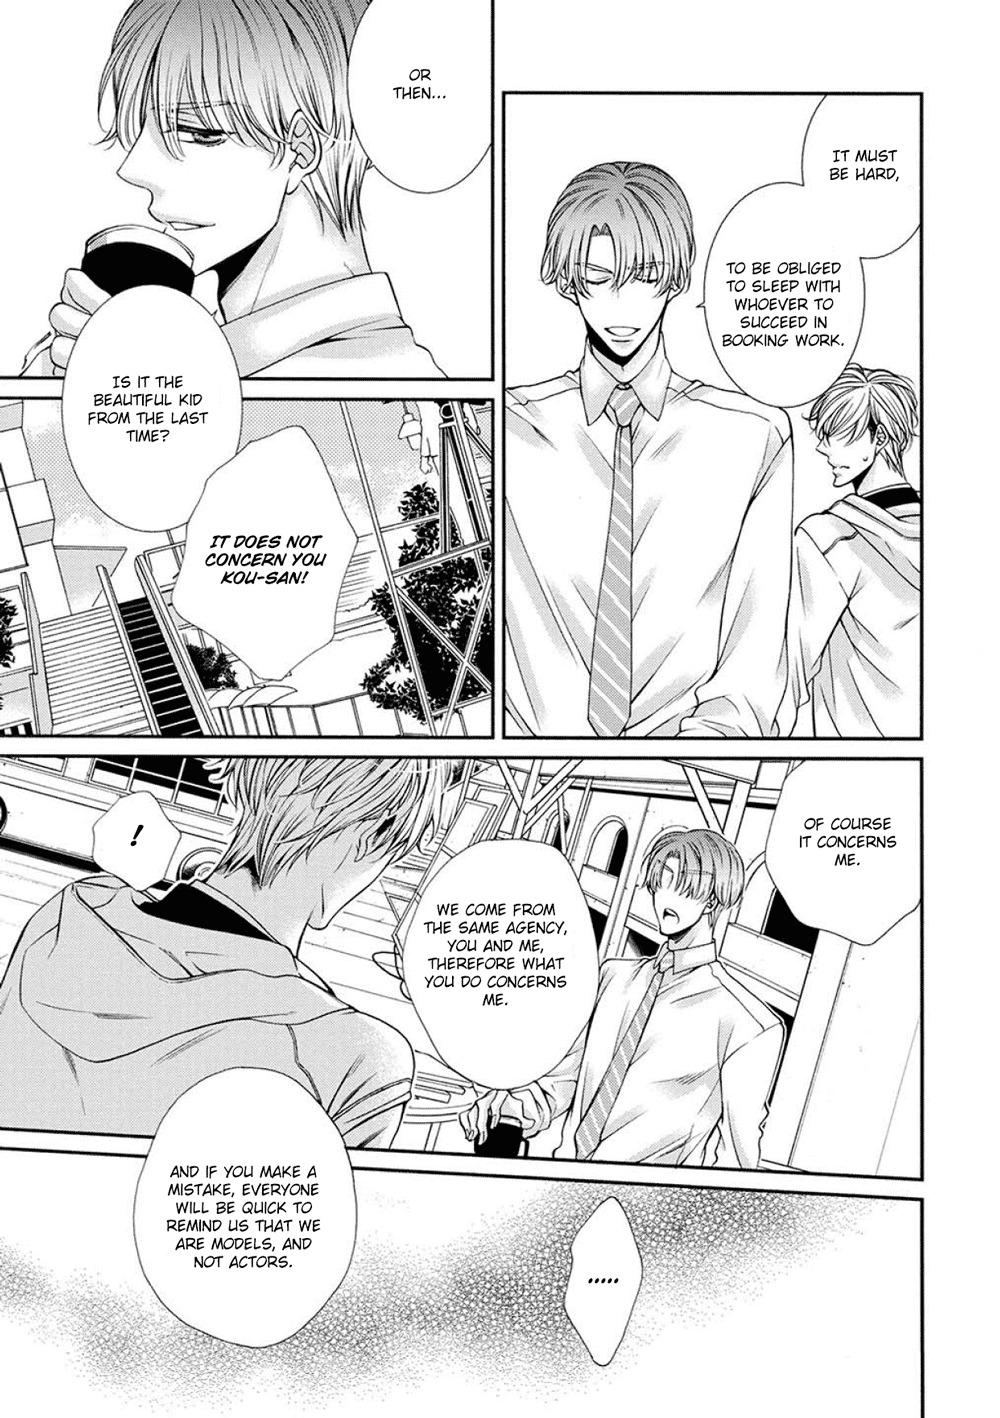 IT MUST
BE HARD,
TO BE OBLIGED
TO SLEEP WITH
WHOEVER TO
SUCCEED IN
BOOKING WORK.
OR
THEN...
IS IT THE
BEAUTIFUL KID
FROM THE LAST
TIME?
IT DOES NOT
CONCERN YOU
KOU-SAN!
OF COURSE
IT CONCERNS
ME.
WE COME FROM
THE SAME AGENCY,
YOU AND ME,
THEREFORE WHAT
YOU DO CONCERNS
ME.
!
AND IF YOU MAKE A
MISTAKE, EVERYONE
WILL BE QUICK TO
REMIND US THAT WE
ARE MODELS, AND
NOT ACTORS.
.....